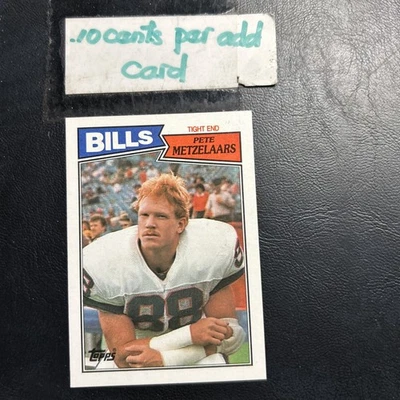 .10 cents per add
card
BILLS
TIGHT END
PETE
METZELAARS
88
topps